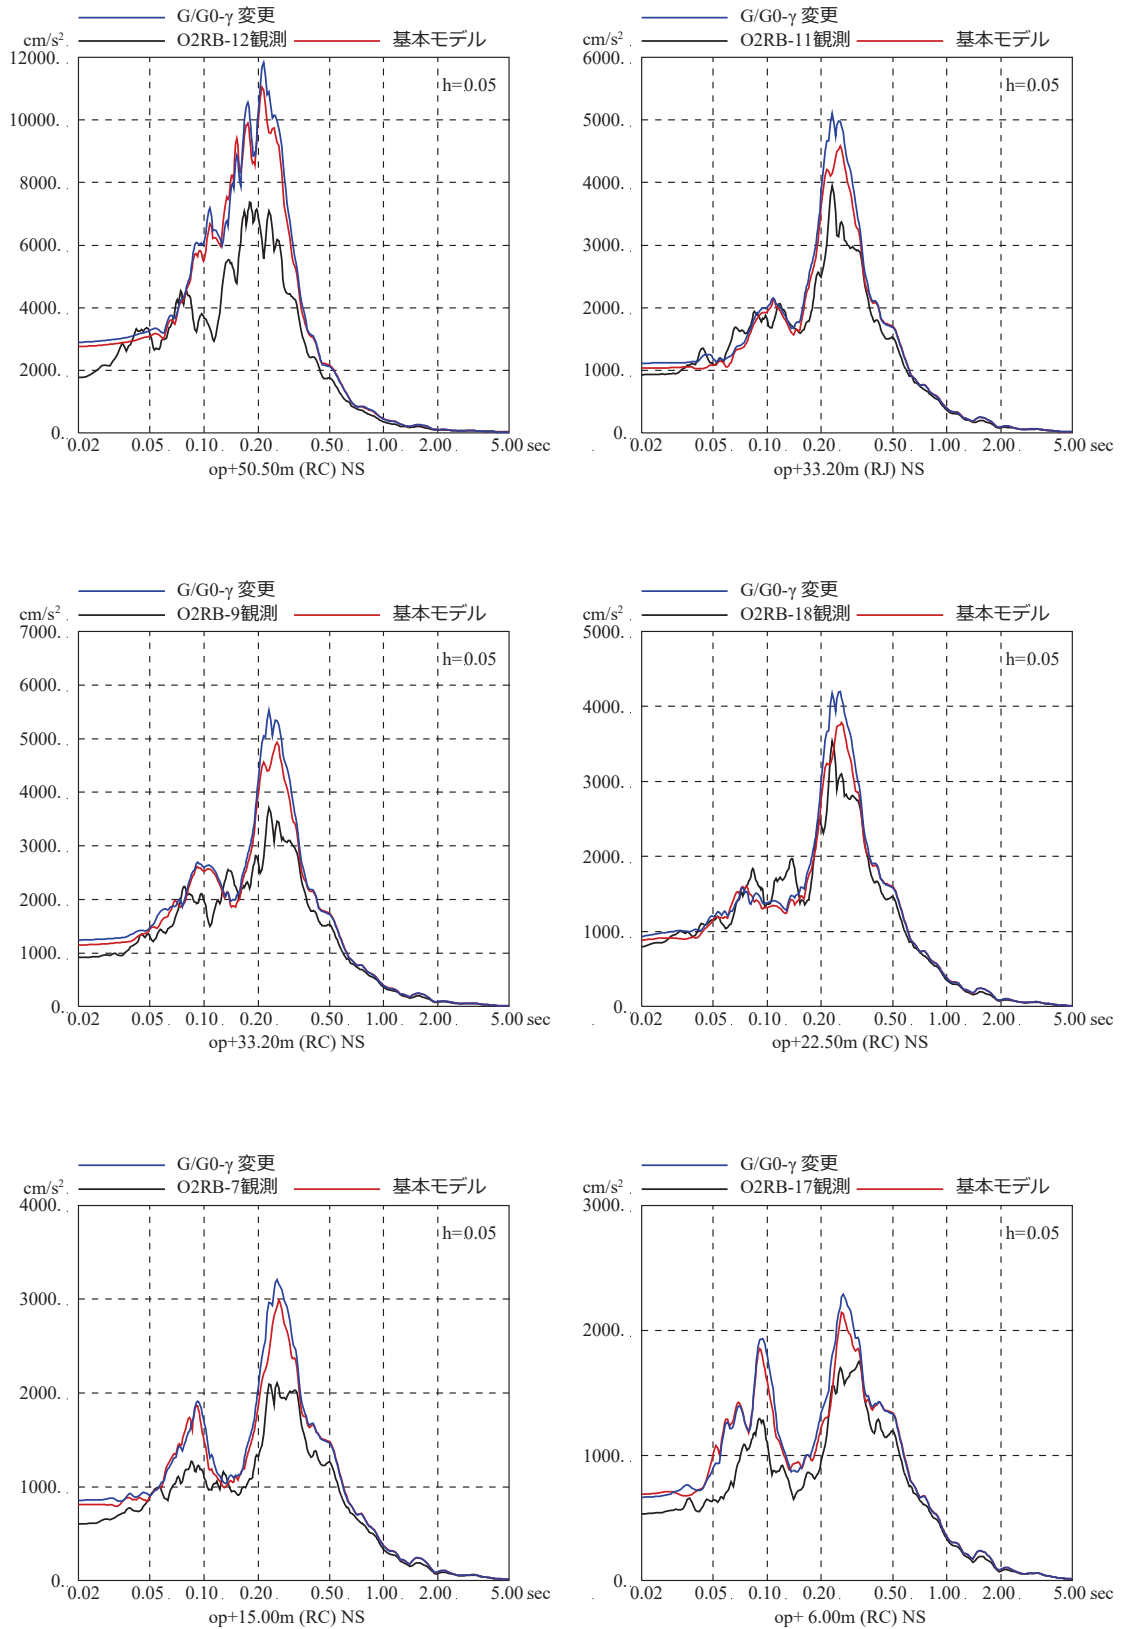 G/G0-γ 変更
cm/s²
O2RB-12観測
基本モデル
12000.
h=0.05
10000.
8000.
6000.
4000.
2000.
0.
0.02 0.05 0.10 0.20 0.50 1.00 2.00 5.00 sec
op+50.50m (RC) NS
G/G0-γ 変更
cm/s²
O2RB-11観測
基本モデル
6000.
h=0.05
5000.
4000.
3000.
2000.
1000.
0.
0.02 0.05 0.10 0.20 0.50 1.00 2.00 5.00 sec
op+33.20m (RJ) NS
G/G0-γ 変更
cm/s²
O2RB-9観測
基本モデル
7000.
h=0.05
6000.
5000.
4000.
3000.
2000.
1000.
0.
0.02 0.05 0.10 0.20 0.50 1.00 2.00 5.00 sec
op+33.20m (RC) NS
G/G0-γ 変更
cm/s²
O2RB-18観測
基本モデル
5000.
h=0.05
4000.
3000.
2000.
1000.
0.
0.02 0.05 0.10 0.20 0.50 1.00 2.00 5.00 sec
op+22.50m (RC) NS
G/G0-γ 変更
cm/s²
O2RB-7観測
基本モデル
4000.
h=0.05
3000.
2000.
1000.
0.
0.02 0.05 0.10 0.20 0.50 1.00 2.00 5.00 sec
op+15.00m (RC) NS
G/G0-γ 変更
cm/s²
O2RB-17観測
基本モデル
3000.
h=0.05
2000.
1000.
0.
0.02 0.05 0.10 0.20 0.50 1.00 2.00 5.00 sec
op+ 6.00m (RC) NS